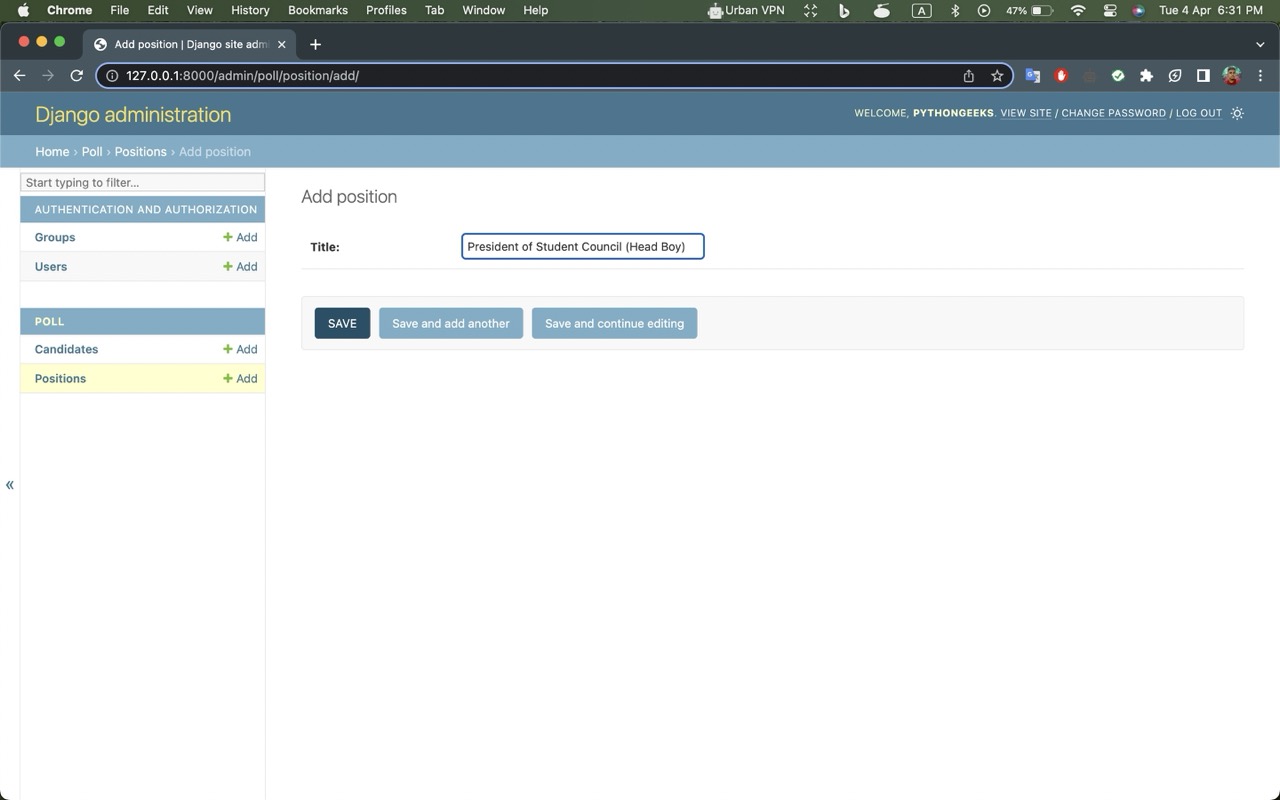 Chrome File Edit View History Bookmarks Profiles Tab Window Help Urban VPN A 47% Tue 4 Apr 6:31 PM
Add position | Django site adm
127.0.0.1:8000/admin/poll/position/add/
Django administration
WELCOME, PYTHONGEEKS. VIEW SITE / CHANGE PASSWORD / LOG OUT
Home › Poll › Positions › Add position
Start typing to filter...
AUTHENTICATION AND AUTHORIZATION
Groups + Add
Users + Add
POLL
Candidates + Add
Positions + Add
«
Add position
Title: President of Student Council (Head Boy)
SAVE Save and add another Save and continue editing